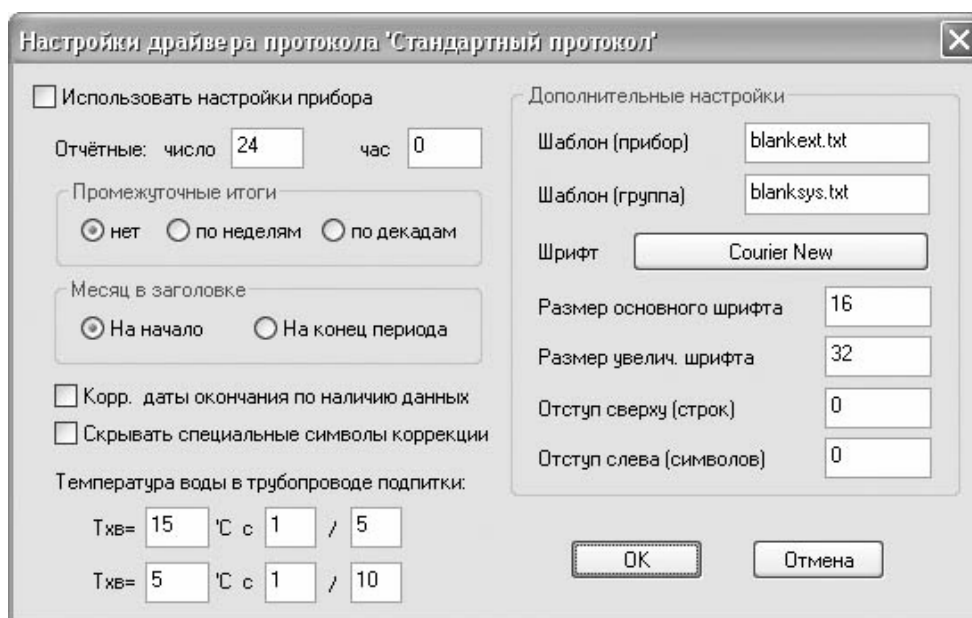 Настройки драйвера протокола 'Стандартный протокол'
Использовать настройки прибора
Отчётные: число 24 час 0
Промежуточные итоги
нет по неделям по декадам
Месяц в заголовке
На начало На конец периода
Корр. даты окончания по наличию данных
Скрывать специальные символы коррекции
Температура воды в трубопроводе подпитки:
Тхв= 15 'С с 1 / 5
Тхв= 5 'С с 1 / 10
Дополнительные настройки
Шаблон (прибор) blankext.txt
Шаблон (группа) blanksys.txt
Шрифт Courier New
Размер основного шрифта 16
Размер увелич. шрифта 32
Отступ сверху (строк) 0
Отступ слева (символов) 0
OK Отмена